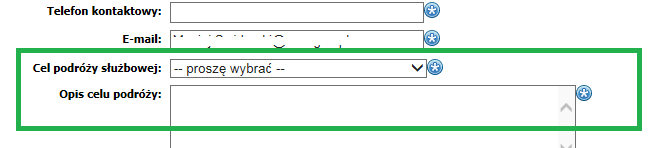 Telefon kontaktowy:
E-mail:
Cel podróży służbowej: -- proszę wybrać --
Opis celu podróży: